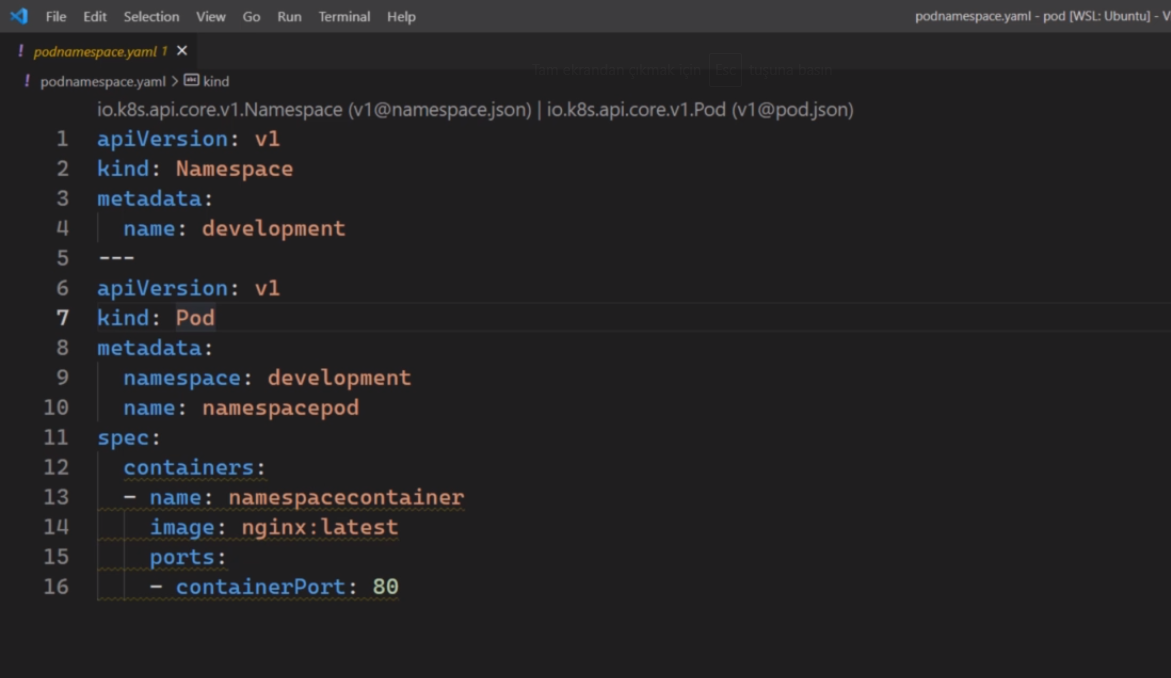 File Edit Selection View Go Run Terminal Help podnamespace.yaml - pod [WSL: Ubuntu] - V
! podnamespace.yaml 1 ×
Tam ekrandan çıkmak için Esc tuşuna basın
! podnamespace.yaml > abc kind
io.k8s.api.core.v1.Namespace (v1@namespace.json) | io.k8s.api.core.v1.Pod (v1@pod.json)
1 apiVersion: v1
2 kind: Namespace
3 metadata:
4   name: development
5 ---
6 apiVersion: v1
7 kind: Pod
8 metadata:
9   namespace: development
10   name: namespacepod
11 spec:
12   containers:
13   - name: namespacecontainer
14     image: nginx:latest
15     ports:
16     - containerPort: 80